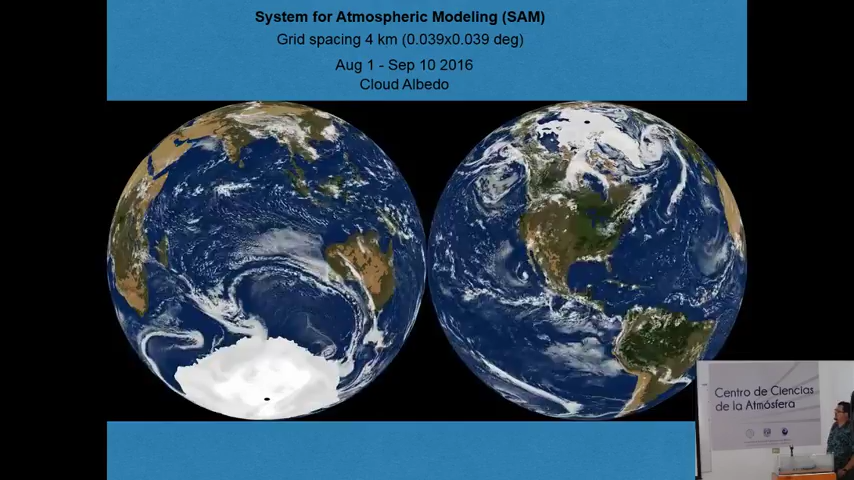 System for Atmospheric Modeling (SAM)
Grid spacing 4 km (0.039x0.039 deg)
Aug 1 - Sep 10 2016
Cloud Albedo
Centro de Ciencias
de la Atmósfera